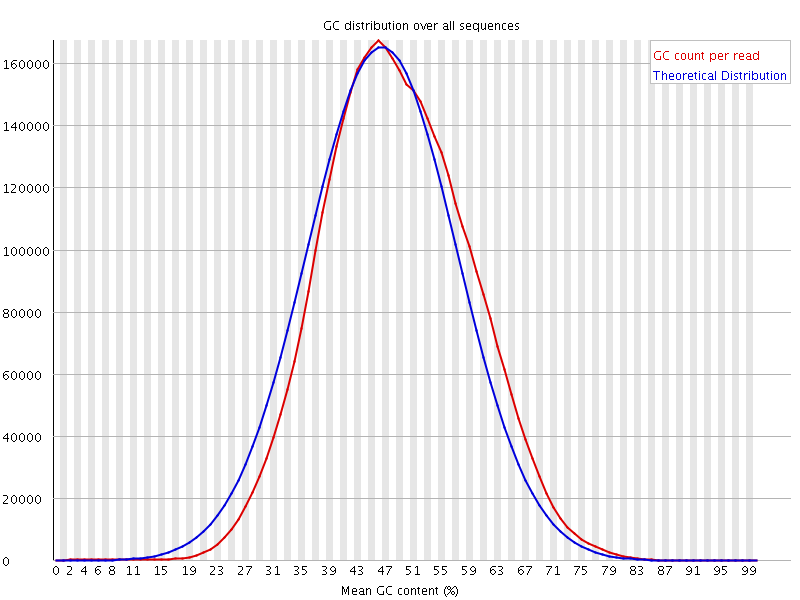 GC distribution over all sequences
GC count per read
Theoretical Distribution
160000
140000
120000
100000
80000
60000
40000
20000
0
0 2 4 6 8 11 15 19 23 27 31 35 39 43 47 51 55 59 63 67 71 75 79 83 87 91 95 99
Mean GC content (%)